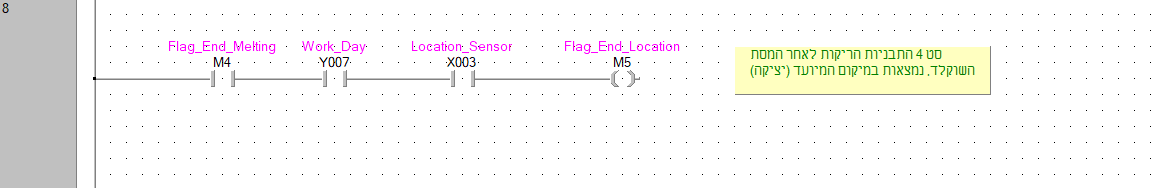 8
Flag_End_Melting Work_Day Location_Sensor Flag_End_Location
M4 Y007 X003 M5
סט 4 התבניות הריקות לאחר המסת
השוקלד, נמצאות במיקום המיועד (יציקה)